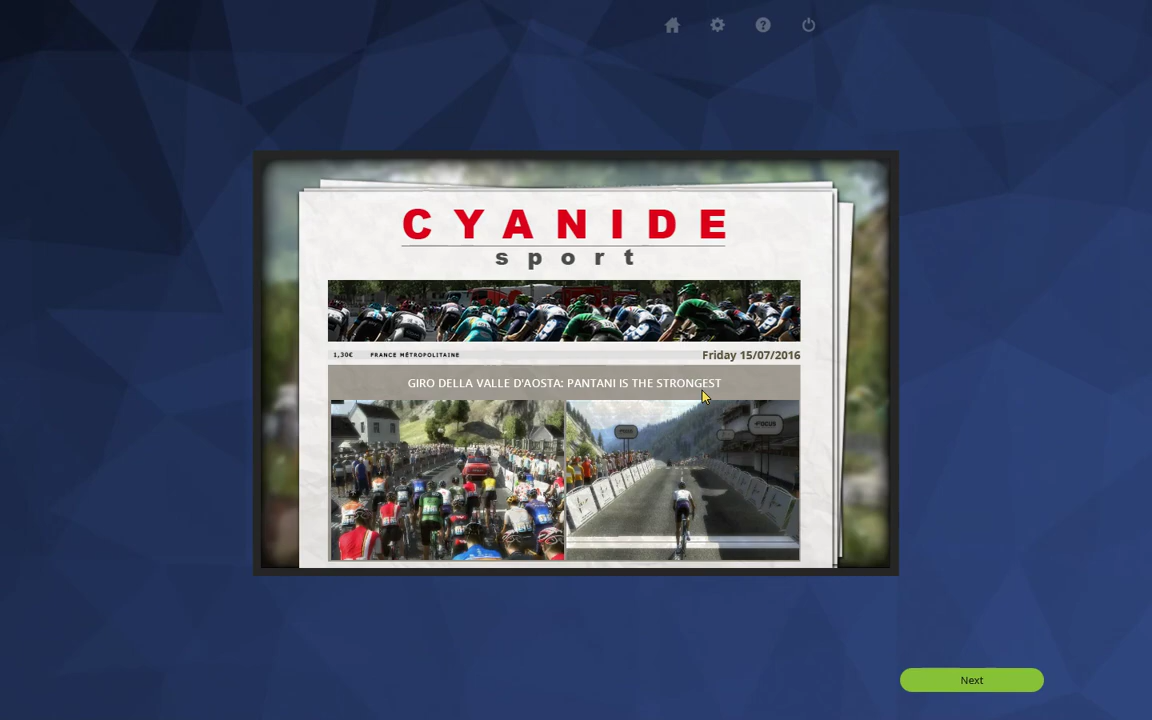 CYANIDE
sport
1,30€ FRANCE MÉTROPOLITAINE Friday 15/07/2016
GIRO DELLA VALLE D'AOSTA: PANTANI IS THE STRONGEST
FOCUS
Next